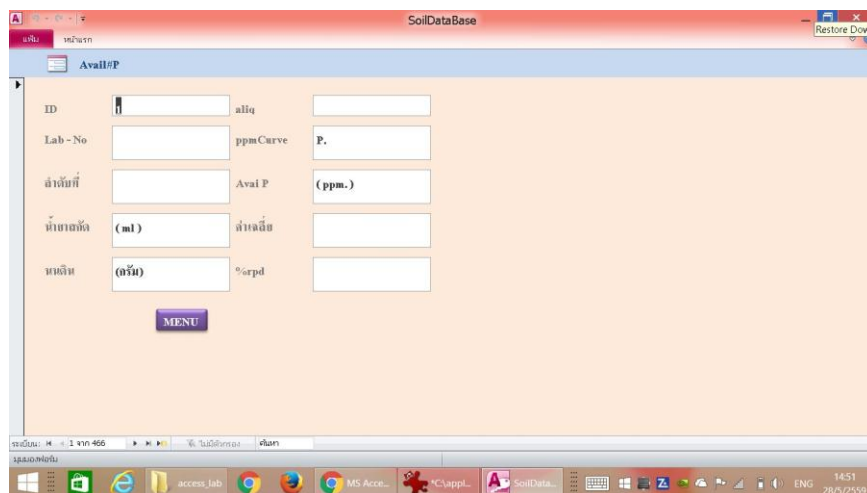 SoilDataBase
Restore Dow
แฟ้ม หน้าแรก
Avail#P
ID 1 aliq
Lab - No ppmCurve P.
ลำดับที่ Avai P (ppm.)
น้ำยาสกัด (ml) ค่าเฉลี่ย
นนดิน (กรัม) %rpd
MENU
ระเบียน: 1 จาก 466 ไม่มีตัวกรอง ค้นหา
มุมมองฟอร์ม
access_lab MS Acce... *C:\appl... SoilData... ENG 14:51